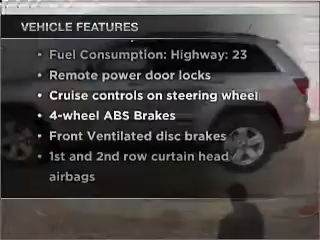 VEHICLE FEATURES
• Fuel Consumption: Highway: 23
• Remote power door locks
• Cruise controls on steering wheel
• 4-wheel ABS Brakes
• Front Ventilated disc brakes
• 1st and 2nd row curtain head
airbags